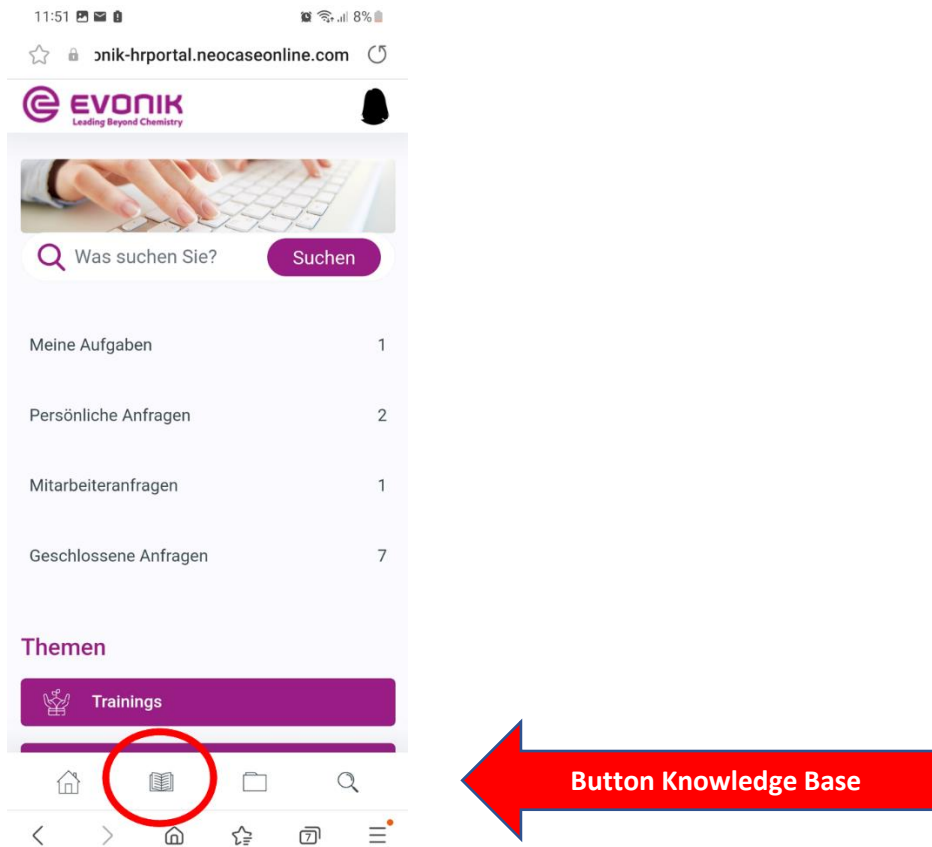 11:51 8%
onik-hrportal.neocaseonline.com
EVONIK
Leading Beyond Chemistry
Was suchen Sie? Suchen
Meine Aufgaben 1
Persönliche Anfragen 2
Mitarbeiteranfragen 1
Geschlossene Anfragen 7
Themen
Trainings
Button Knowledge Base
7